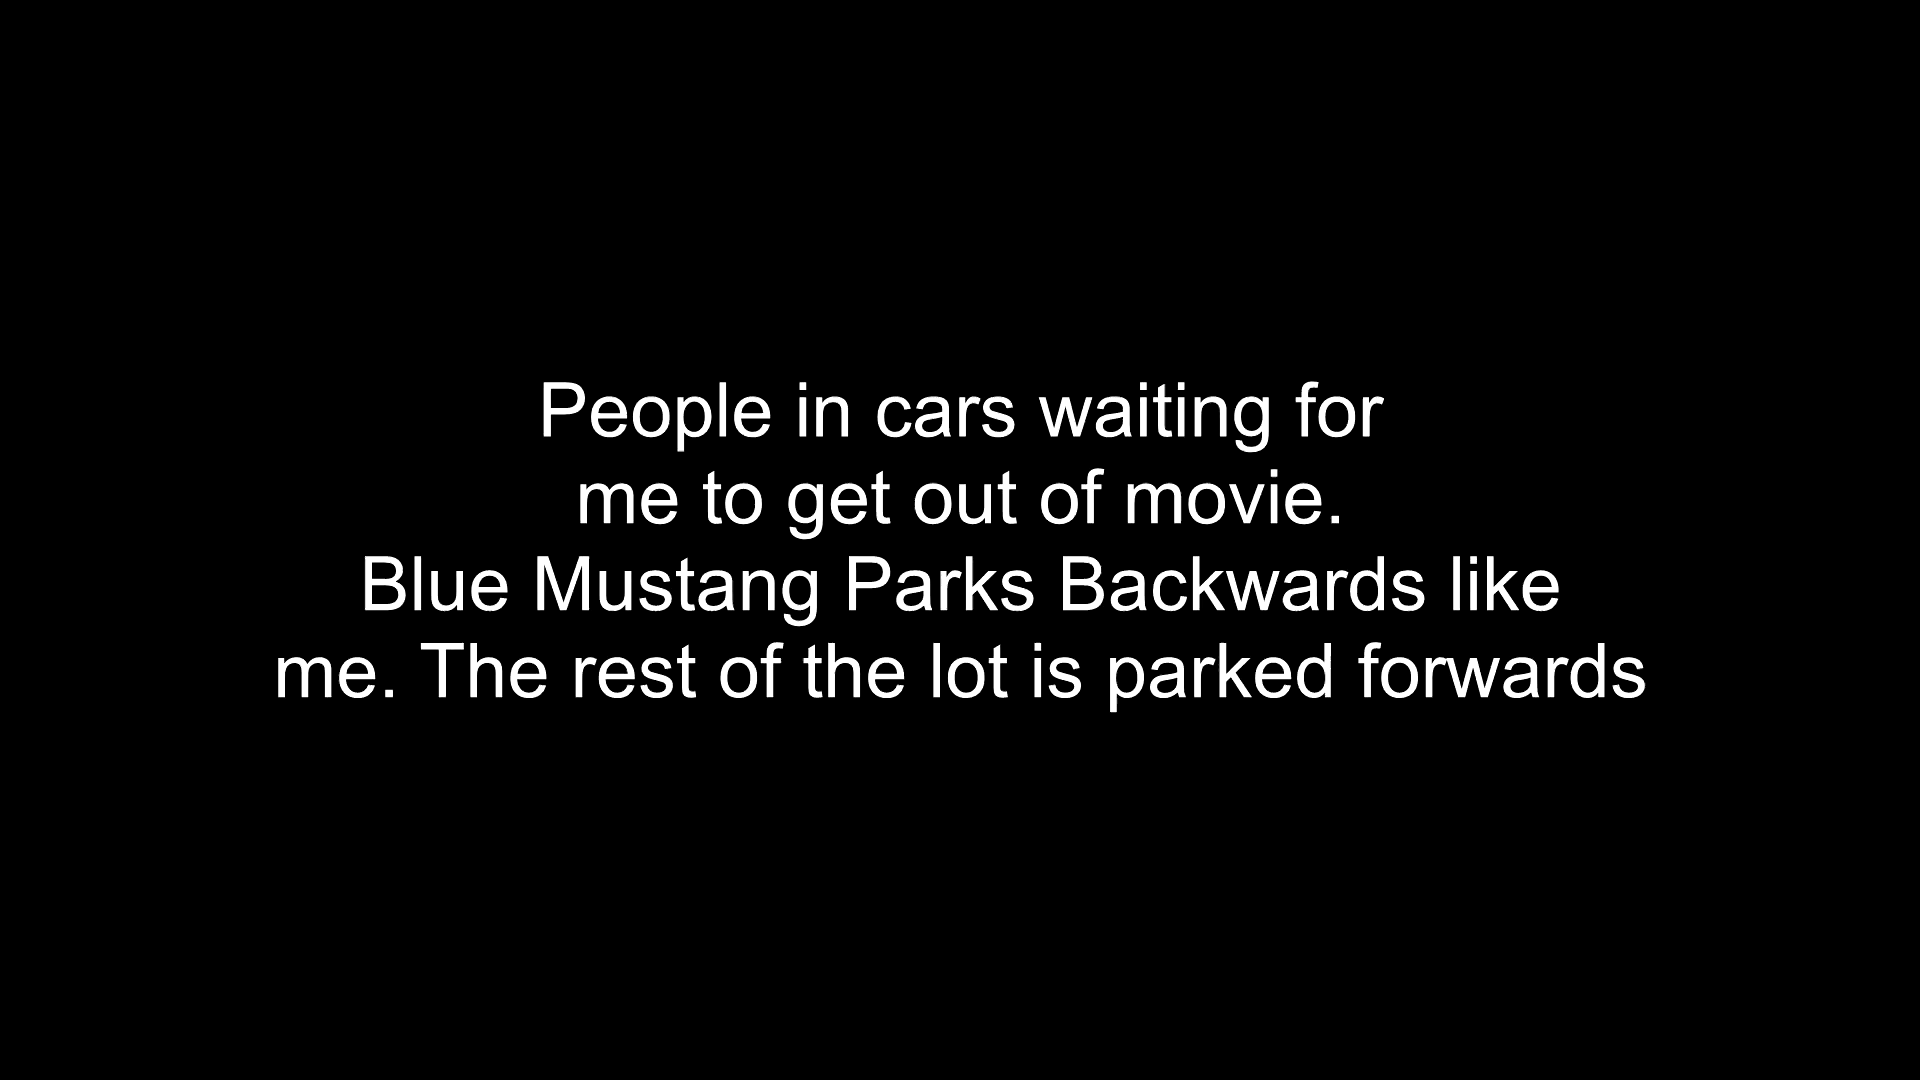 People in cars waiting for
me to get out of movie.
Blue Mustang Parks Backwards like
me. The rest of the lot is parked forwards